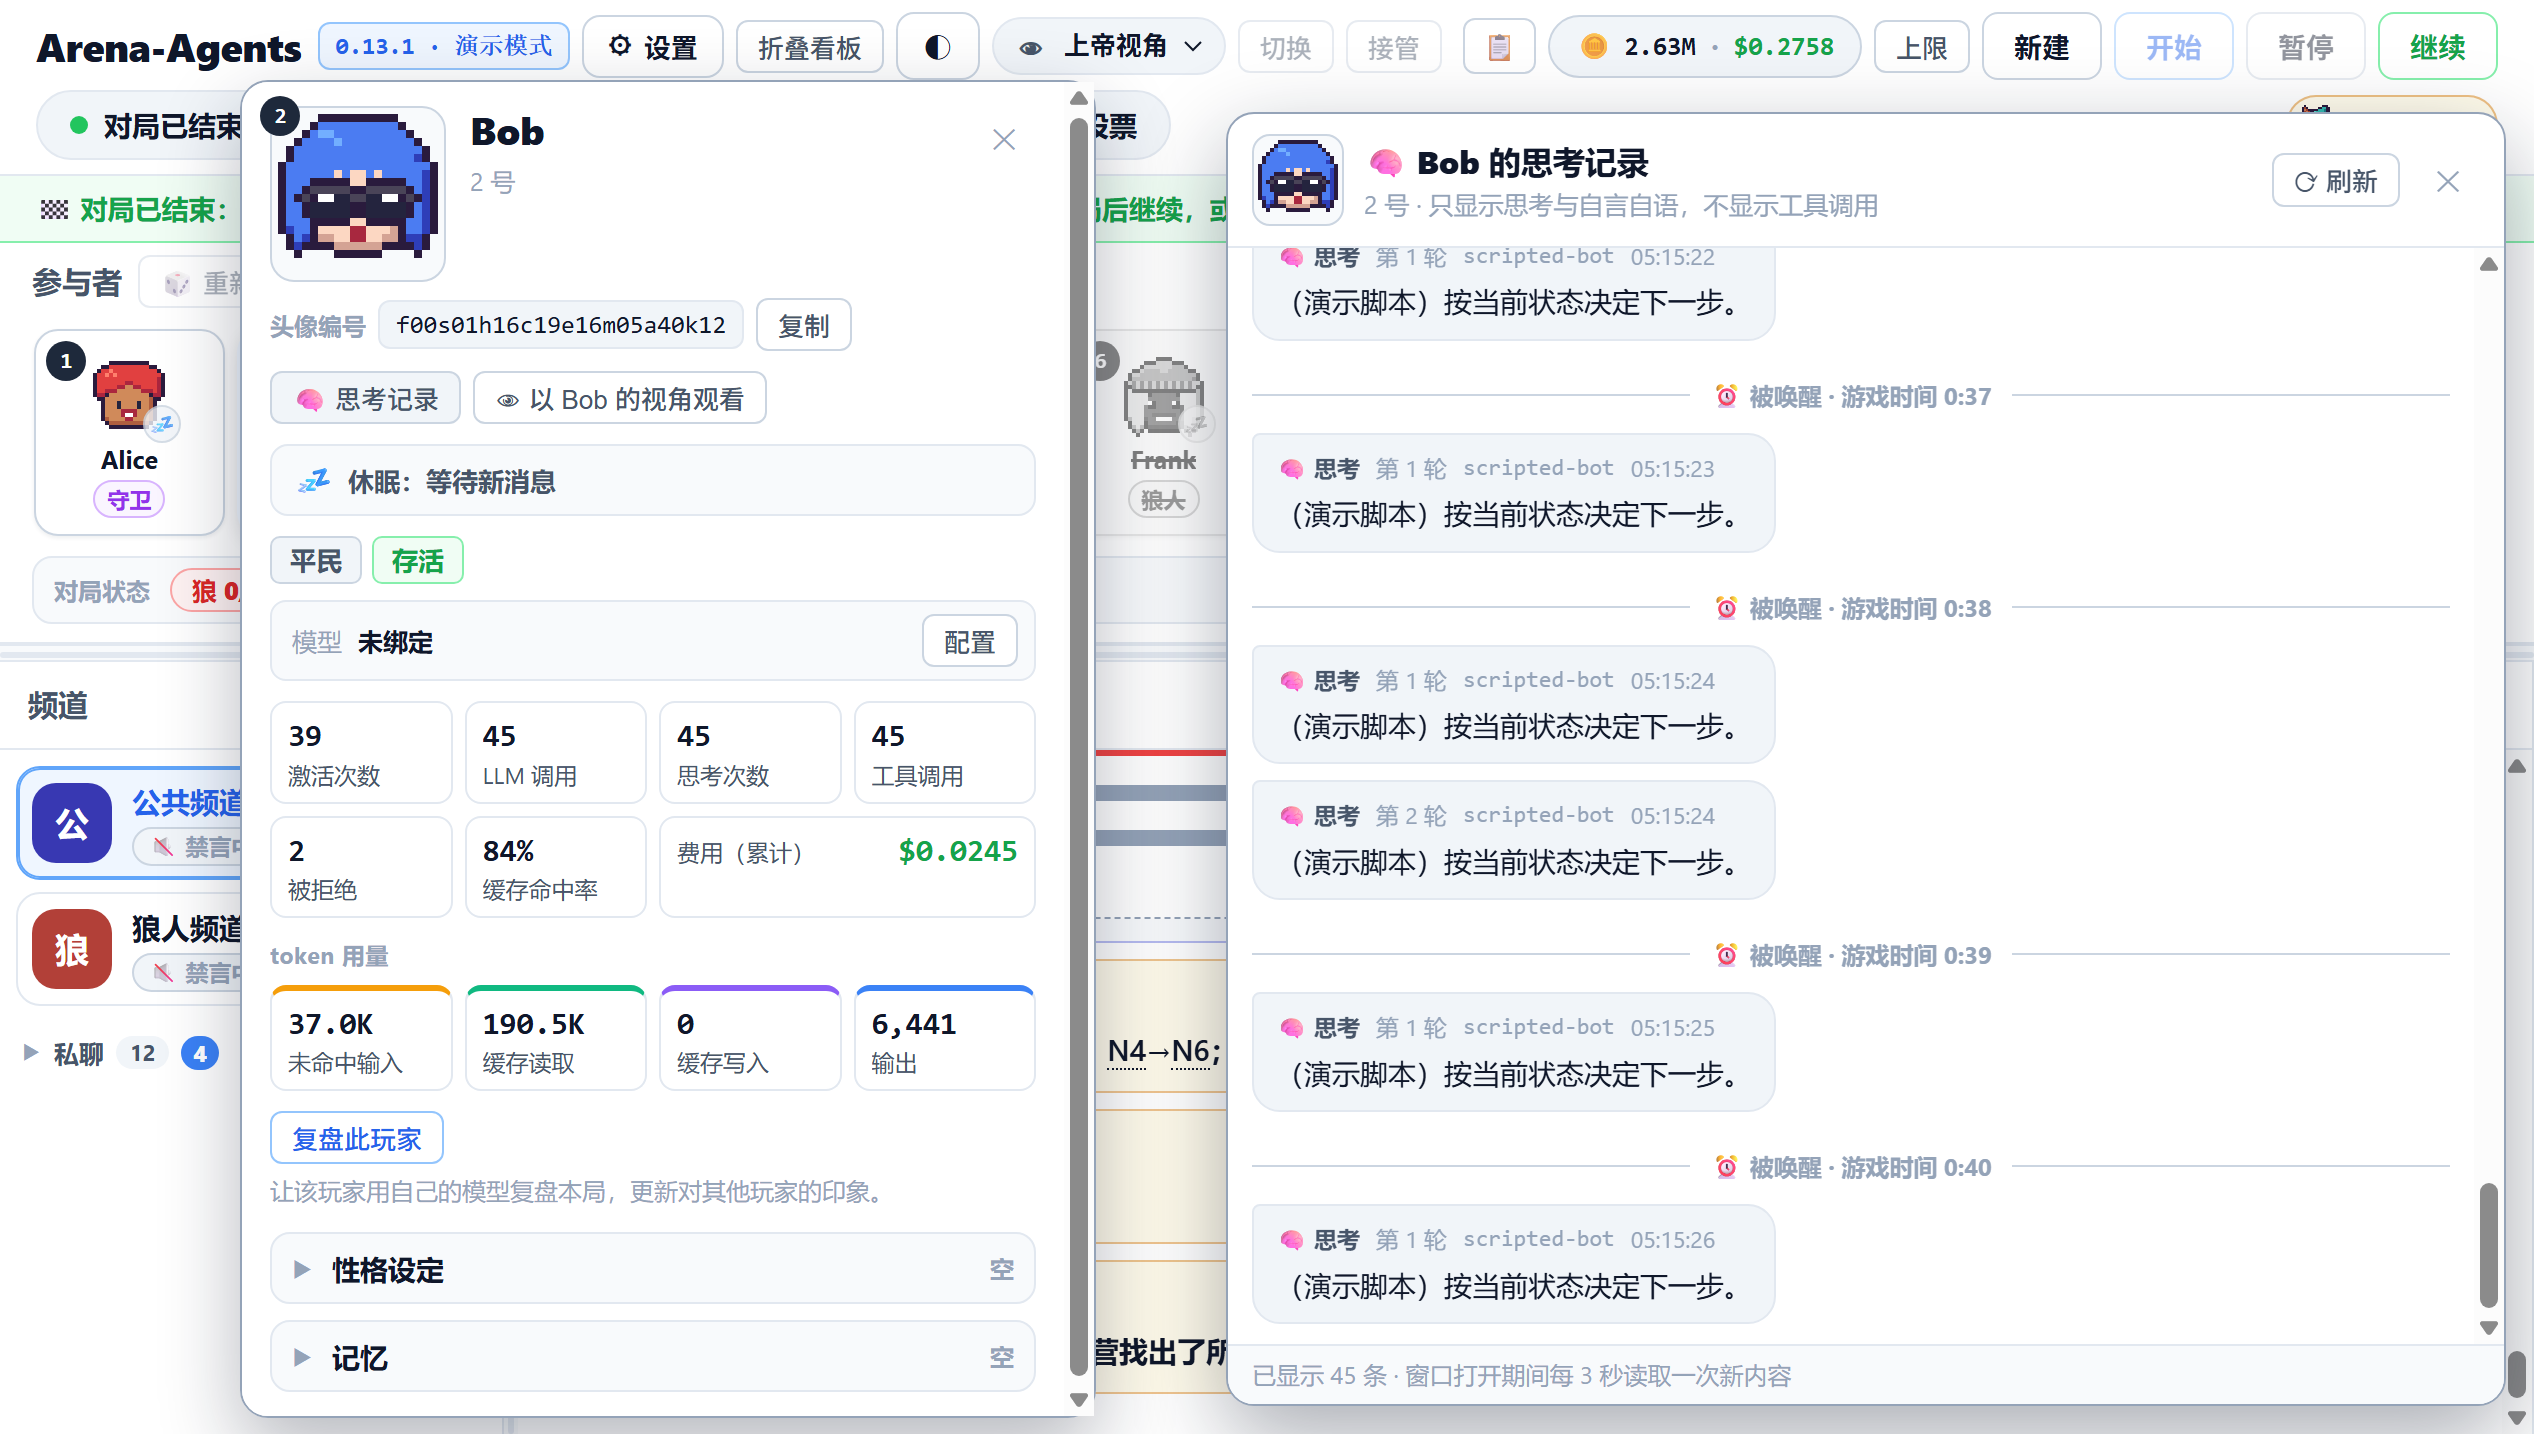 Arena-Agents
0.13.1 · 演示模式
设置
折叠看板
上帝视角
切换
接管
2.63M · $0.2758
上限
新建
开始
暂停
继续
对局已结束
股票
对局已结束：
局后继续，或
参与者
重新
1
Alice
守卫
6
Frank
狼人
对局状态
狼 0/
频道
公
公共频道
禁言中
狼
狼人频道
禁言中
私聊 12 4
N4→N6;
营找出了所
2
Bob
2 号
头像编号
f00s01h16c19e16m05a40k12
复制
思考记录
以 Bob 的视角观看
休眠：等待新消息
平民
存活
模型 未绑定
配置
39
激活次数
45
LLM 调用
45
思考次数
45
工具调用
2
被拒绝
84%
缓存命中率
费用（累计）
$0.0245
token 用量
37.0K
未命中输入
190.5K
缓存读取
0
缓存写入
6,441
输出
复盘此玩家
让该玩家用自己的模型复盘本局，更新对其他玩家的印象。
性格设定
空
记忆
空
Bob 的思考记录
2 号 · 只显示思考与自言自语，不显示工具调用
刷新
思考 第 1 轮 scripted-bot 05:15:22
（演示脚本）按当前状态决定下一步。
被唤醒 · 游戏时间 0:37
思考 第 1 轮 scripted-bot 05:15:23
（演示脚本）按当前状态决定下一步。
被唤醒 · 游戏时间 0:38
思考 第 1 轮 scripted-bot 05:15:24
（演示脚本）按当前状态决定下一步。
思考 第 2 轮 scripted-bot 05:15:24
（演示脚本）按当前状态决定下一步。
被唤醒 · 游戏时间 0:39
思考 第 1 轮 scripted-bot 05:15:25
（演示脚本）按当前状态决定下一步。
被唤醒 · 游戏时间 0:40
思考 第 1 轮 scripted-bot 05:15:26
（演示脚本）按当前状态决定下一步。
已显示 45 条 · 窗口打开期间每 3 秒读取一次新内容